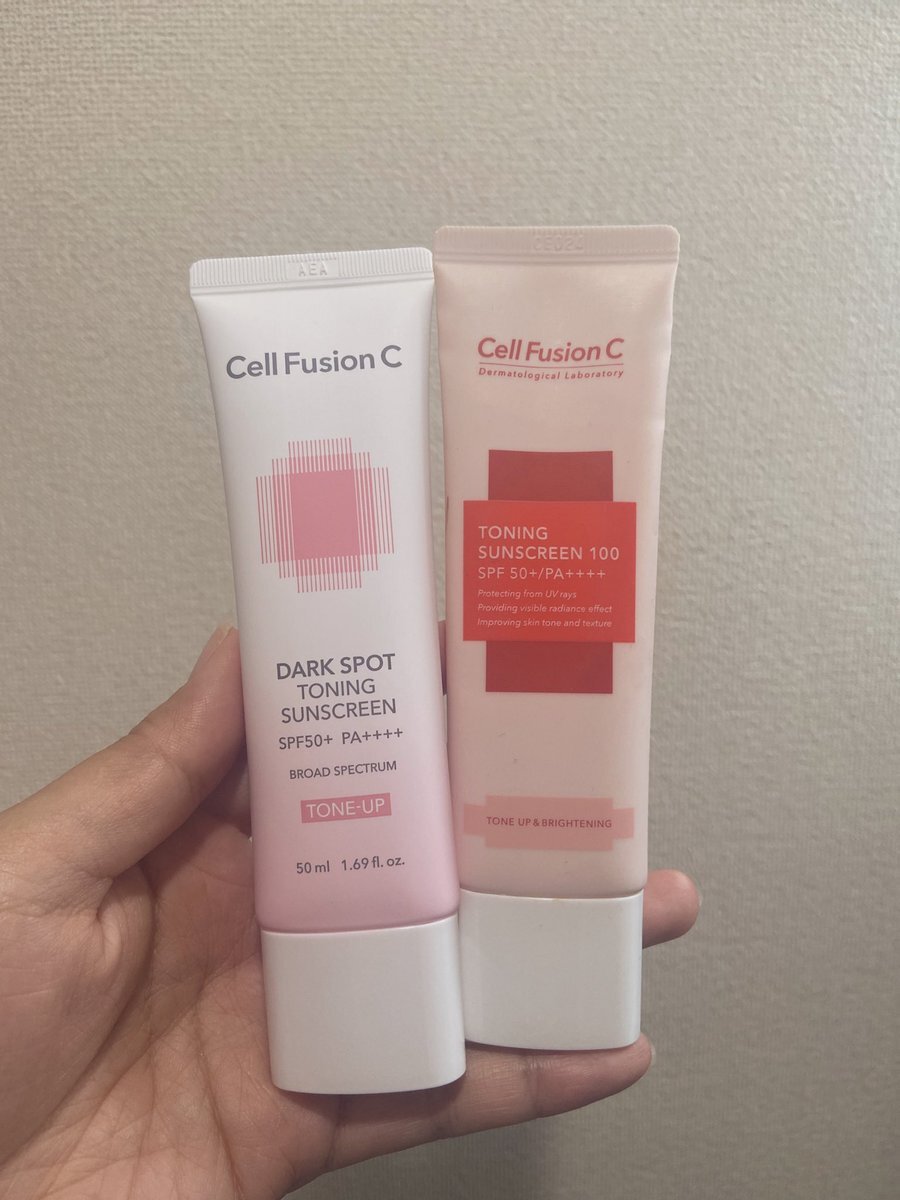 AEA
Cell Fusion C
DARK SPOT
TONING
SUNSCREEN
SPF50+ PA++++
BROAD SPECTRUM
TONE-UP
50 ml 1.69 fl. oz.
Cell Fusion C
Dermatological Laboratory
TONING
SUNSCREEN 100
SPF 50+/PA++++
Protecting from UV rays
Providing visible radiance effect
Improving skin tone and texture
TONE UP & BRIGHTENING